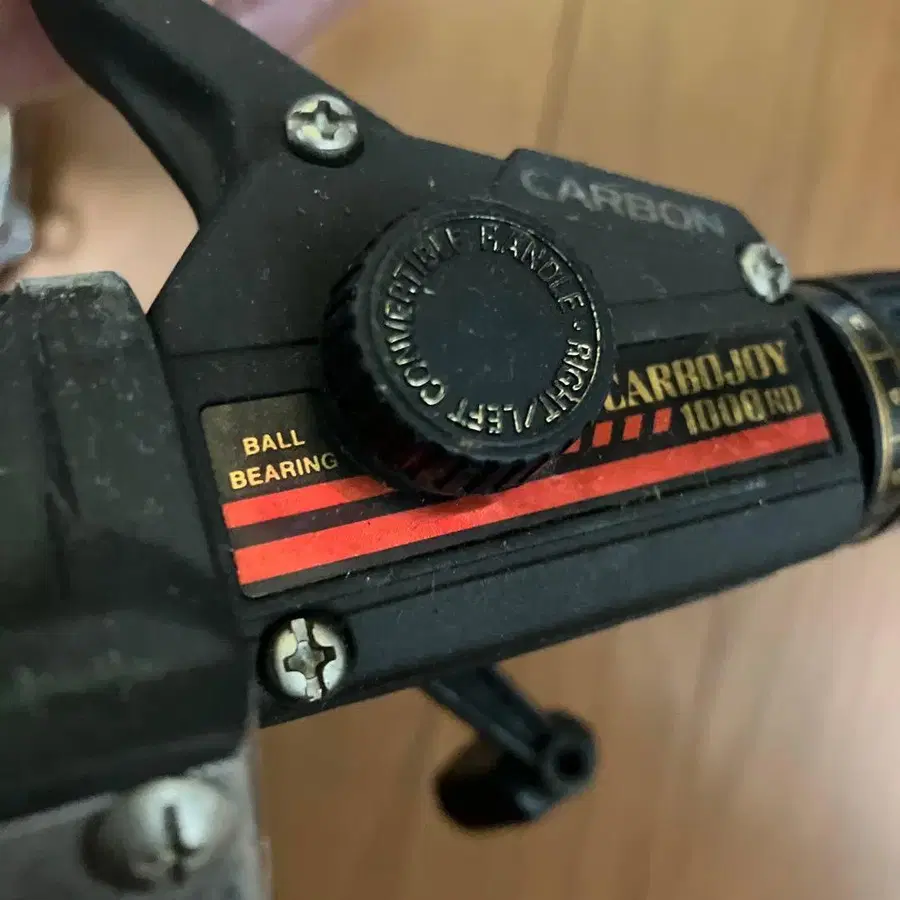 CARBON
CONVERTIBLE HANDLE · RIGHT/LEFT
CARBOJOY
1000RD
BALL
BEARING